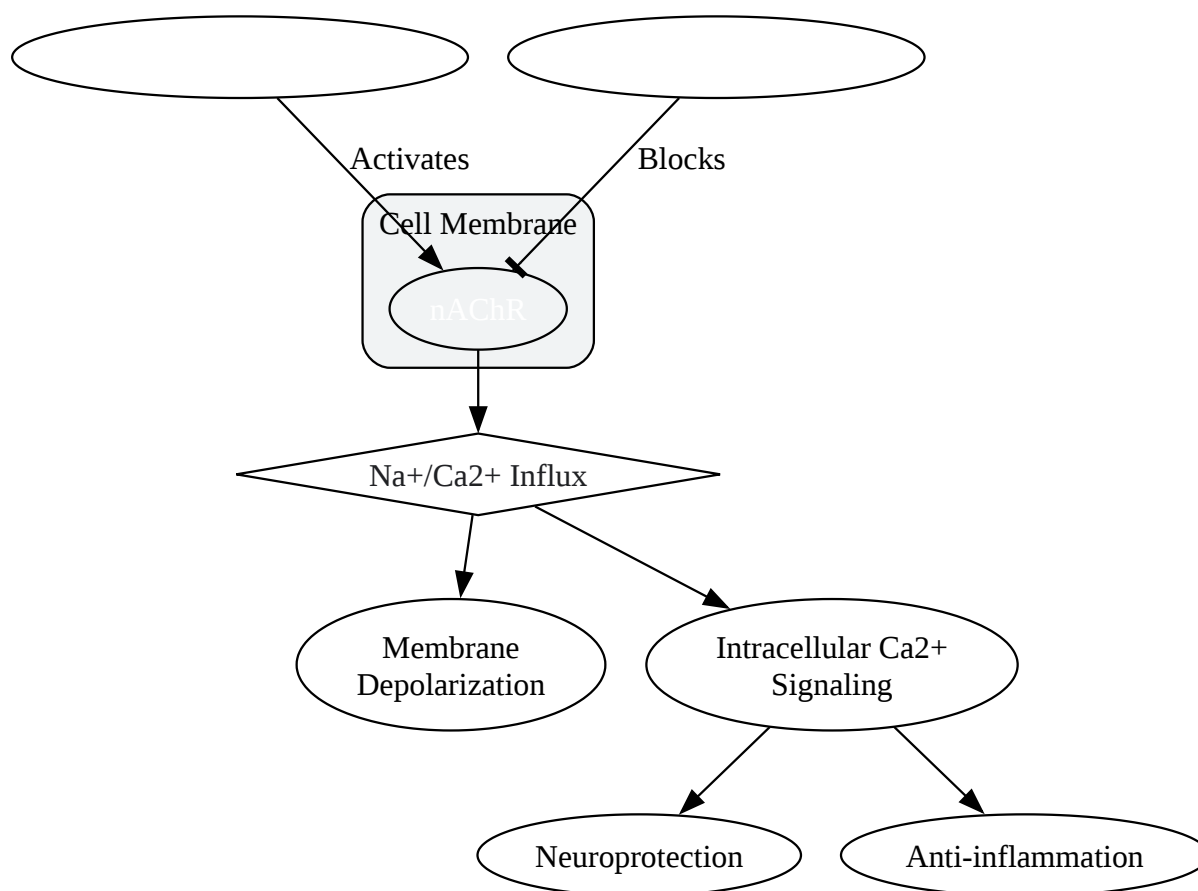 Activates
Blocks
Cell Membrane
nAChR
Na+/Ca2+ Influx
Membrane
Depolarization
Intracellular Ca2+
Signaling
Neuroprotection
Anti-inflammation